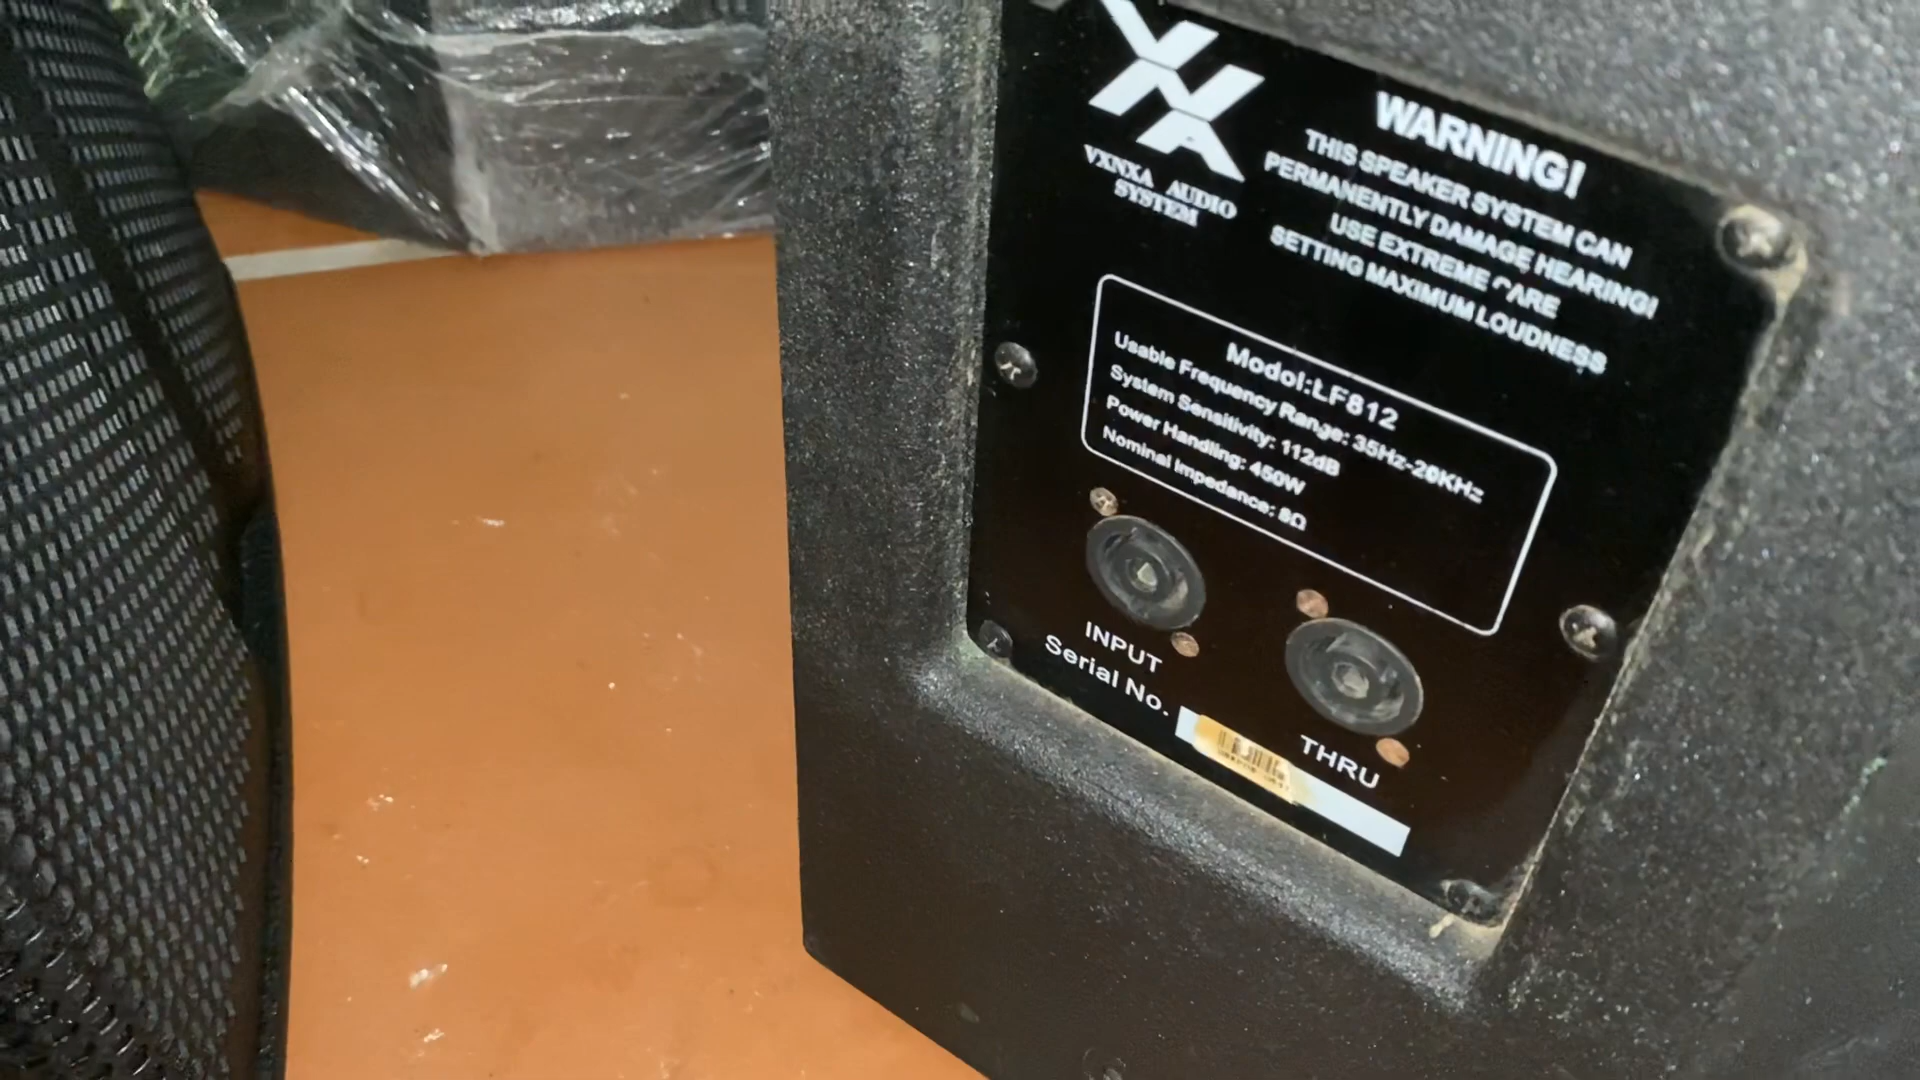 VXNXA AUDIO
SYSTEM
WARNING!
THIS SPEAKER SYSTEM CAN
PERMANENTLY DAMAGE HEARING!
USE EXTREME CARE
SETTING MAXIMUM LOUDNESS
Model:LF812
Usable Frequency Range: 35Hz-20KHz
System Sensitivity: 112dB
Power Handling: 450W
Nominal Impedance: 8Ω
INPUT
THRU
Serial No.